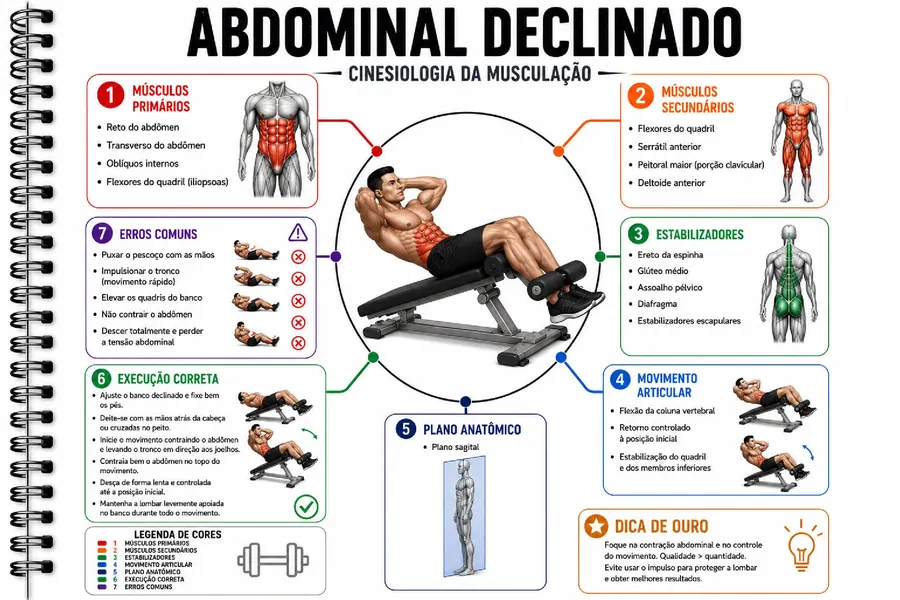 ABDOMINAL DECLINADO
CINESIOLOGIA DA MUSCULAÇÃO
1 MÚSCULOS
PRIMÁRIOS
• Reto do abdômen
• Transverso do abdômen
• Oblíquos internos
• Flexores do quadril (iliopsoas)
2 MÚSCULOS
SECUNDÁRIOS
• Flexores do quadril
• Serrátil anterior
• Peitoral maior (porção clavicular)
• Deltoide anterior
7 ERROS COMUNS
• Puxar o pescoço com as mãos
• Impulsionar o tronco
(movimento rápido)
• Elevar os quadris do banco
• Não contrair o abdômen
• Descer totalmente e perder
a tensão abdominal
3 ESTABILIZADORES
• Ereto da espinha
• Glúteo médio
• Assoalho pélvico
• Diafragma
• Estabilizadores escapulares
6 EXECUÇÃO CORRETA
• Ajuste o banco declinado e fixe bem
os pés.
• Deite-se com as mãos atrás da cabeça
ou cruzadas no peito.
• Inicie o movimento contraindo o abdômen
e levando o tronco em direção aos joelhos.
• Contraia bem o abdômen no topo do
movimento.
• Desça de forma lenta e controlada
até a posição inicial.
• Mantenha a lombar levemente apoiada
no banco durante todo o movimento.
4 MOVIMENTO
ARTICULAR
• Flexão da coluna vertebral
• Retorno controlado
à posição inicial
• Estabilização do quadril
e dos membros inferiores
5 PLANO ANATÔMICO
• Plano sagital
LEGENDA DE CORES
1 MÚSCULOS PRIMÁRIOS
2 MÚSCULOS SECUNDÁRIOS
3 ESTABILIZADORES
4 MOVIMENTO ARTICULAR
5 PLANO ANATÔMICO
6 EXECUÇÃO CORRETA
7 ERROS COMUNS
DICA DE OURO
Foque na contração abdominal e no controle
do movimento. Qualidade > quantidade.
Evite usar o impulso para proteger a lombar
e obter melhores resultados.